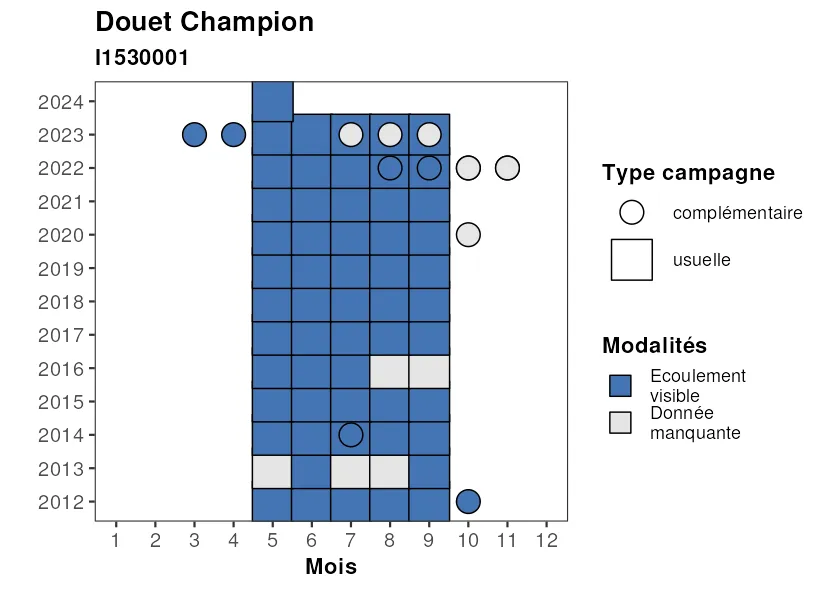 Douet Champion
I1530001
2024
2023
2022
2021
2020
2019
2018
2017
2016
2015
2014
2013
2012
1 2 3 4 5 6 7 8 9 10 11 12
Mois
Type campagne
complémentaire
usuelle
Modalités
Ecoulement
visible
Donnée
manquante